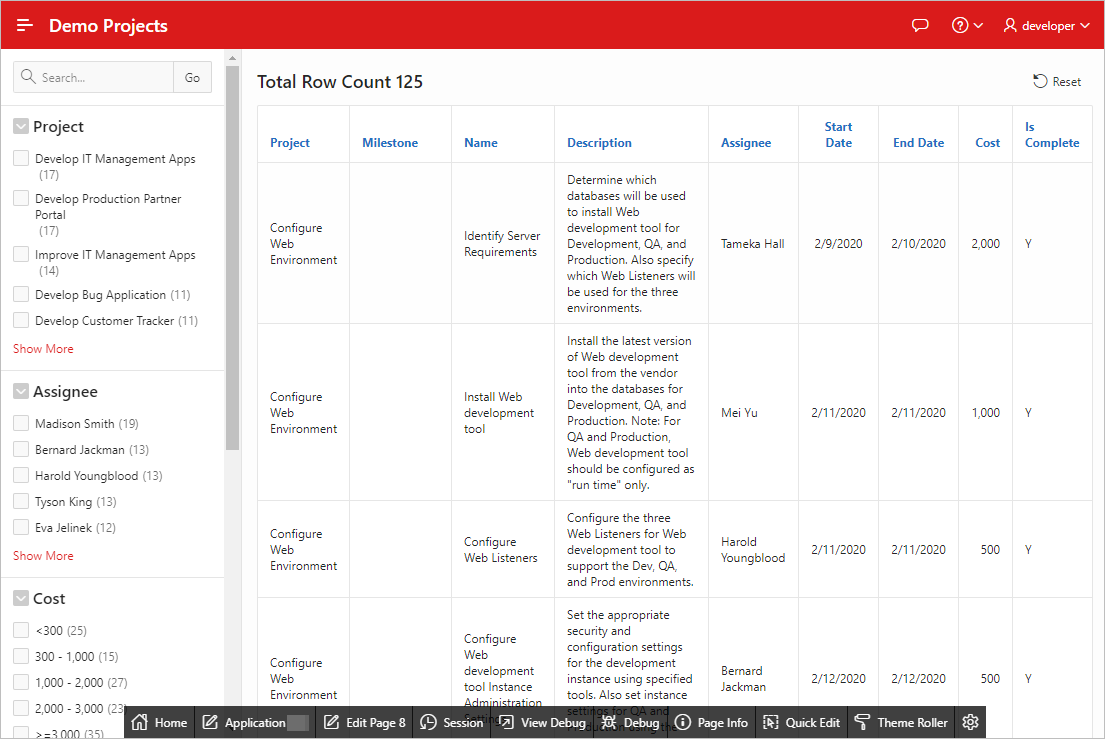 Demo Projects
developer
Search...
Go
Project
Develop IT Management Apps
(17)
Develop Production Partner
Portal
(17)
Improve IT Management Apps
(14)
Develop Bug Application (11)
Develop Customer Tracker (11)
Show More
Assignee
Madison Smith (19)
Bernard Jackman (13)
Harold Youngblood (13)
Tyson King (13)
Eva Jelinek (12)
Show More
Cost
<300 (25)
300 - 1,000 (15)
1,000 - 2,000 (27)
2,000 - 3,000 (23)
>=3,000 (35)
Total Row Count 125
Reset
Project
Milestone
Name
Description
Assignee
Start
Date
End Date
Cost
Is
Complete
Configure
Web
Environment
Identify Server
Requirements
Determine which
databases will be used
to install Web
development tool for
Development, QA, and
Production. Also specify
which Web Listeners will
be used for the three
environments.
Tameka Hall
2/9/2020
2/10/2020
2,000
Y
Configure
Web
Environment
Install Web
development
tool
Install the latest version
of Web development
tool from the vendor
into the databases for
Development, QA, and
Production. Note: For
QA and Production,
Web development tool
should be configured as
"run time" only.
Mei Yu
2/11/2020
2/11/2020
1,000
Y
Configure
Web
Environment
Configure
Web Listeners
Configure the three
Web Listeners for Web
development tool to
support the Dev, QA,
and Prod environments.
Harold
Youngblood
2/11/2020
2/11/2020
500
Y
Configure
Web
Environment
Configure
Web
development
tool Instance
Administration
Settings
Set the appropriate
security and
configuration settings
for the development
instance using specified
tools. Also set instance
settings for QA and
Production using the
Bernard
Jackman
2/12/2020
2/12/2020
500
Y
Home
Application
Edit Page 8
Session
View Debug
Debug
Page Info
Quick Edit
Theme Roller